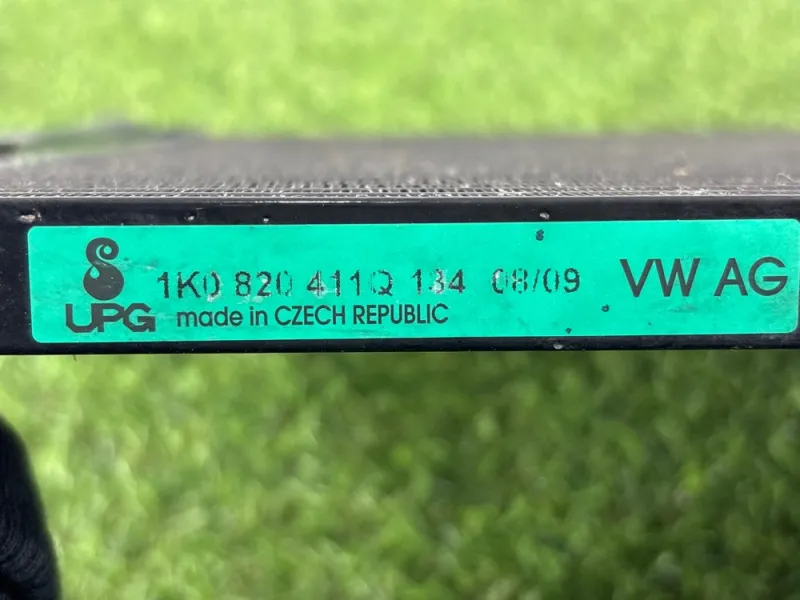 1K0 820 411Q 134 08/09 VW AG
UPG made in CZECH REPUBLIC